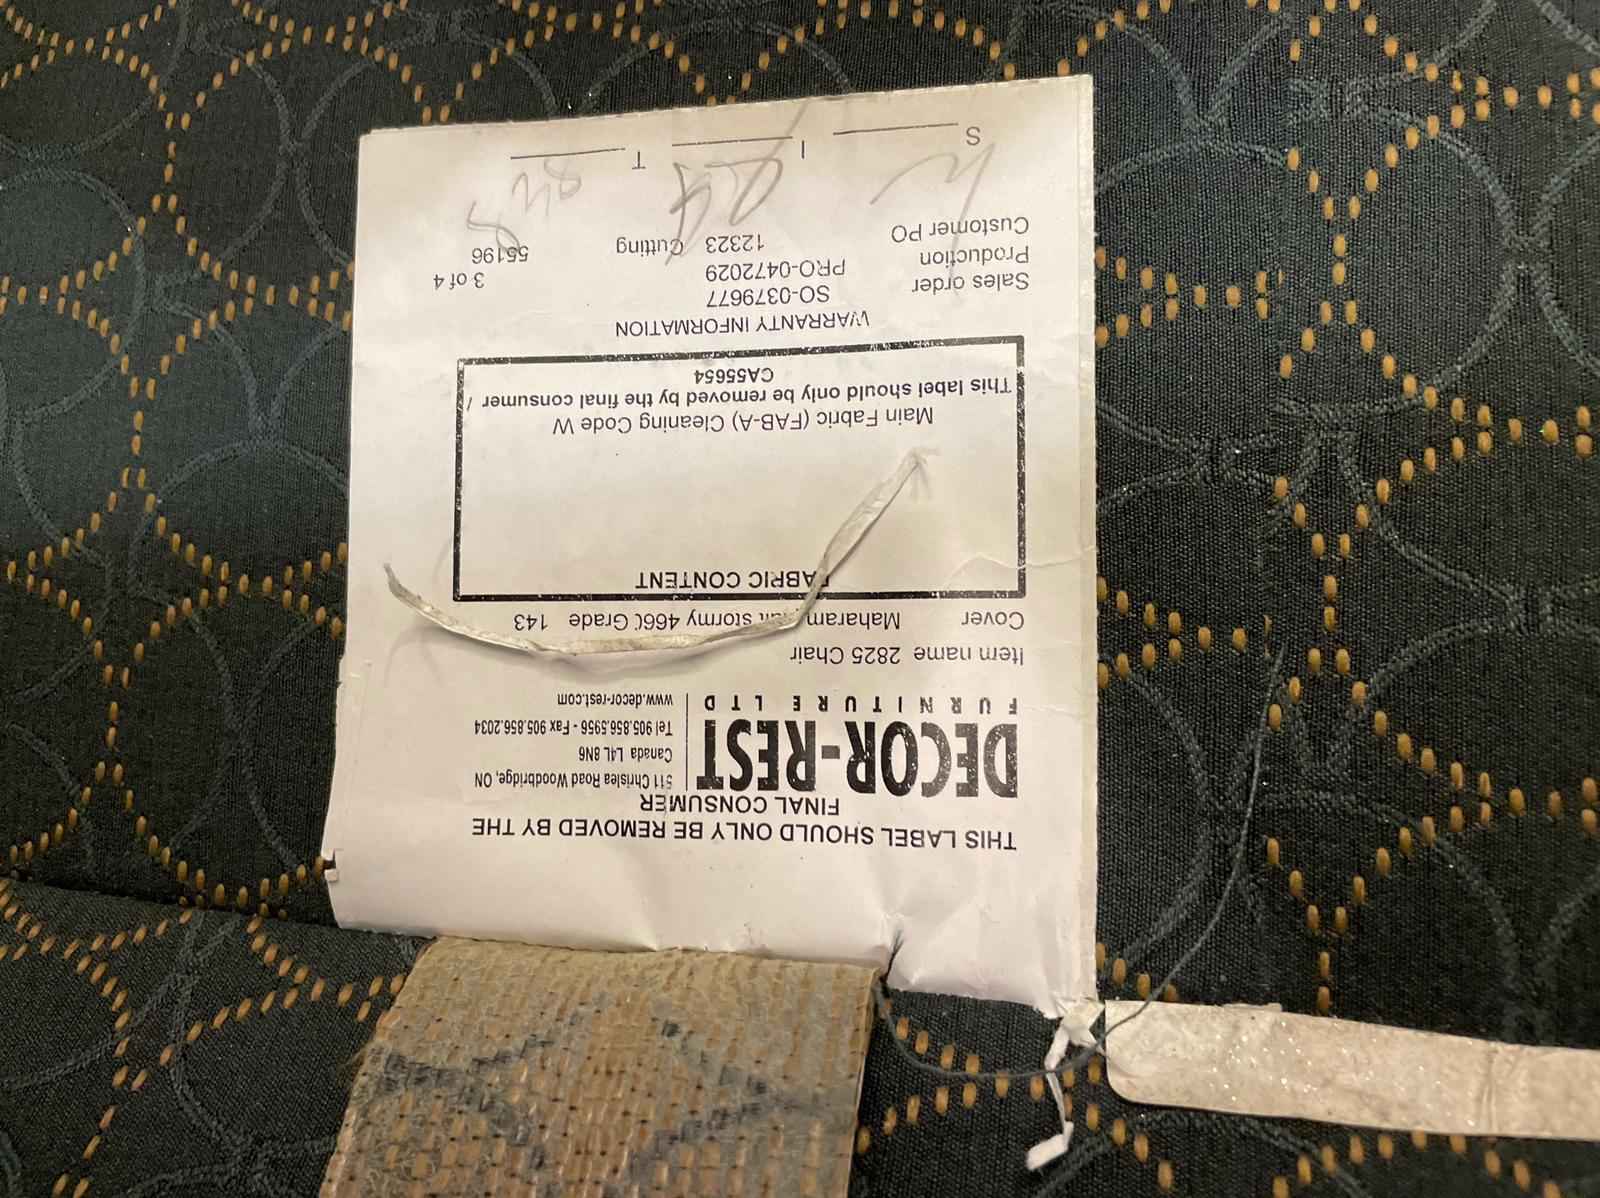 THIS LABEL SHOULD ONLY BE REMOVED BY THE
FINAL CONSUMER
DECOR-REST
FURNITURE LTD
511 Chrislea Road Woodbridge, ON
Canada L4L 8N6
Tel 905.856.5956 - Fax 905.856.2034
www.decor-rest.com
Item name 2825 Chair
Cover Maharam stormy 466( Grade 143
FABRIC CONTENT
Main Fabric (FAB-A) Cleaning Code W
This label should only be removed by the final consumer /
CA55654
WARRANTY INFORMATION
Sales order SO-0379677
Production PRO-0472029 3 of 4
Customer PO 12323 Cutting 55196
S I T